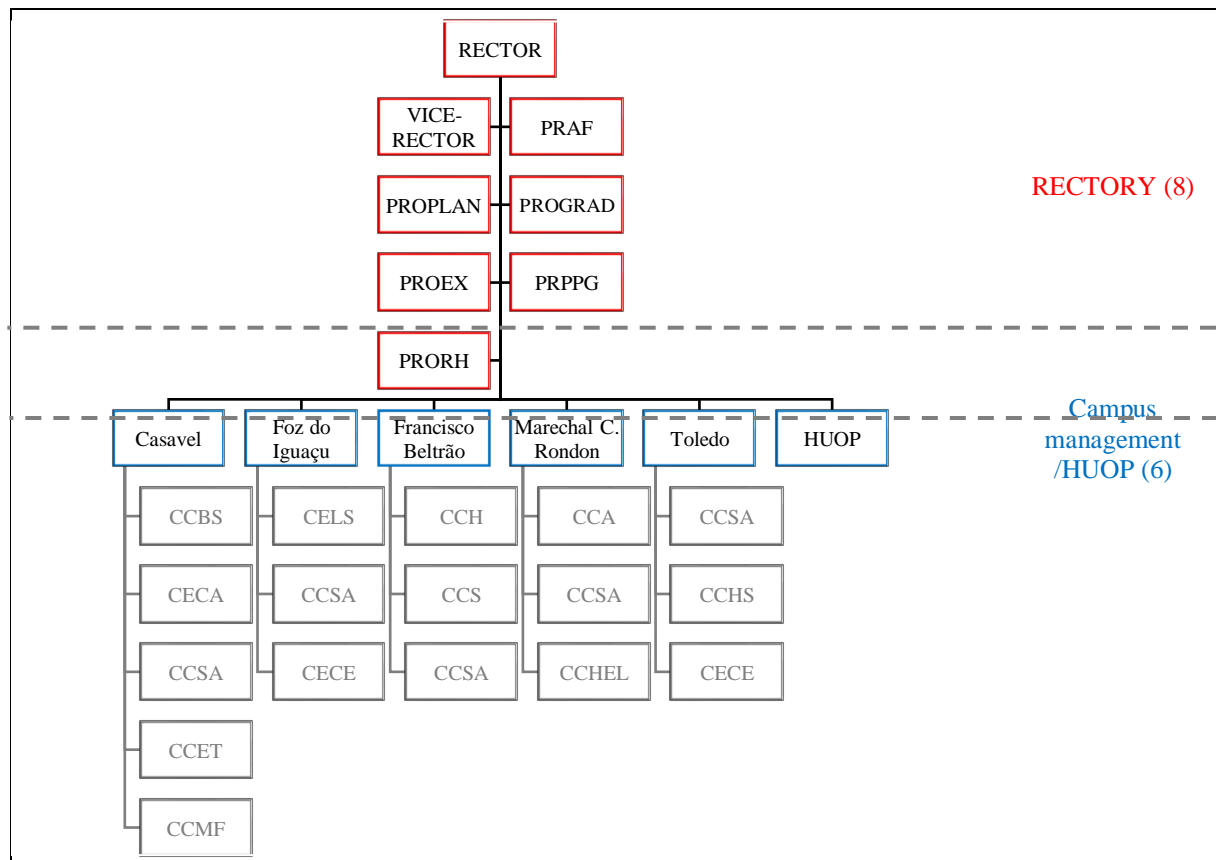 RECTOR
VICE-
RECTOR
PRAF
PROPLAN
PROGRAD
RECTORY (8)
PROEX
PRPPG
PRORH
Casavel
Foz do
Iguaçu
Francisco
Beltrão
Marechal C.
Rondon
Toledo
HUOP
Campus
management
/HUOP (6)
CCBS
CELS
CCH
CCA
CCSA
CECA
CCSA
CCS
CCSA
CCHS
CCSA
CECE
CCSA
CCHEL
CECE
CCET
CCMF